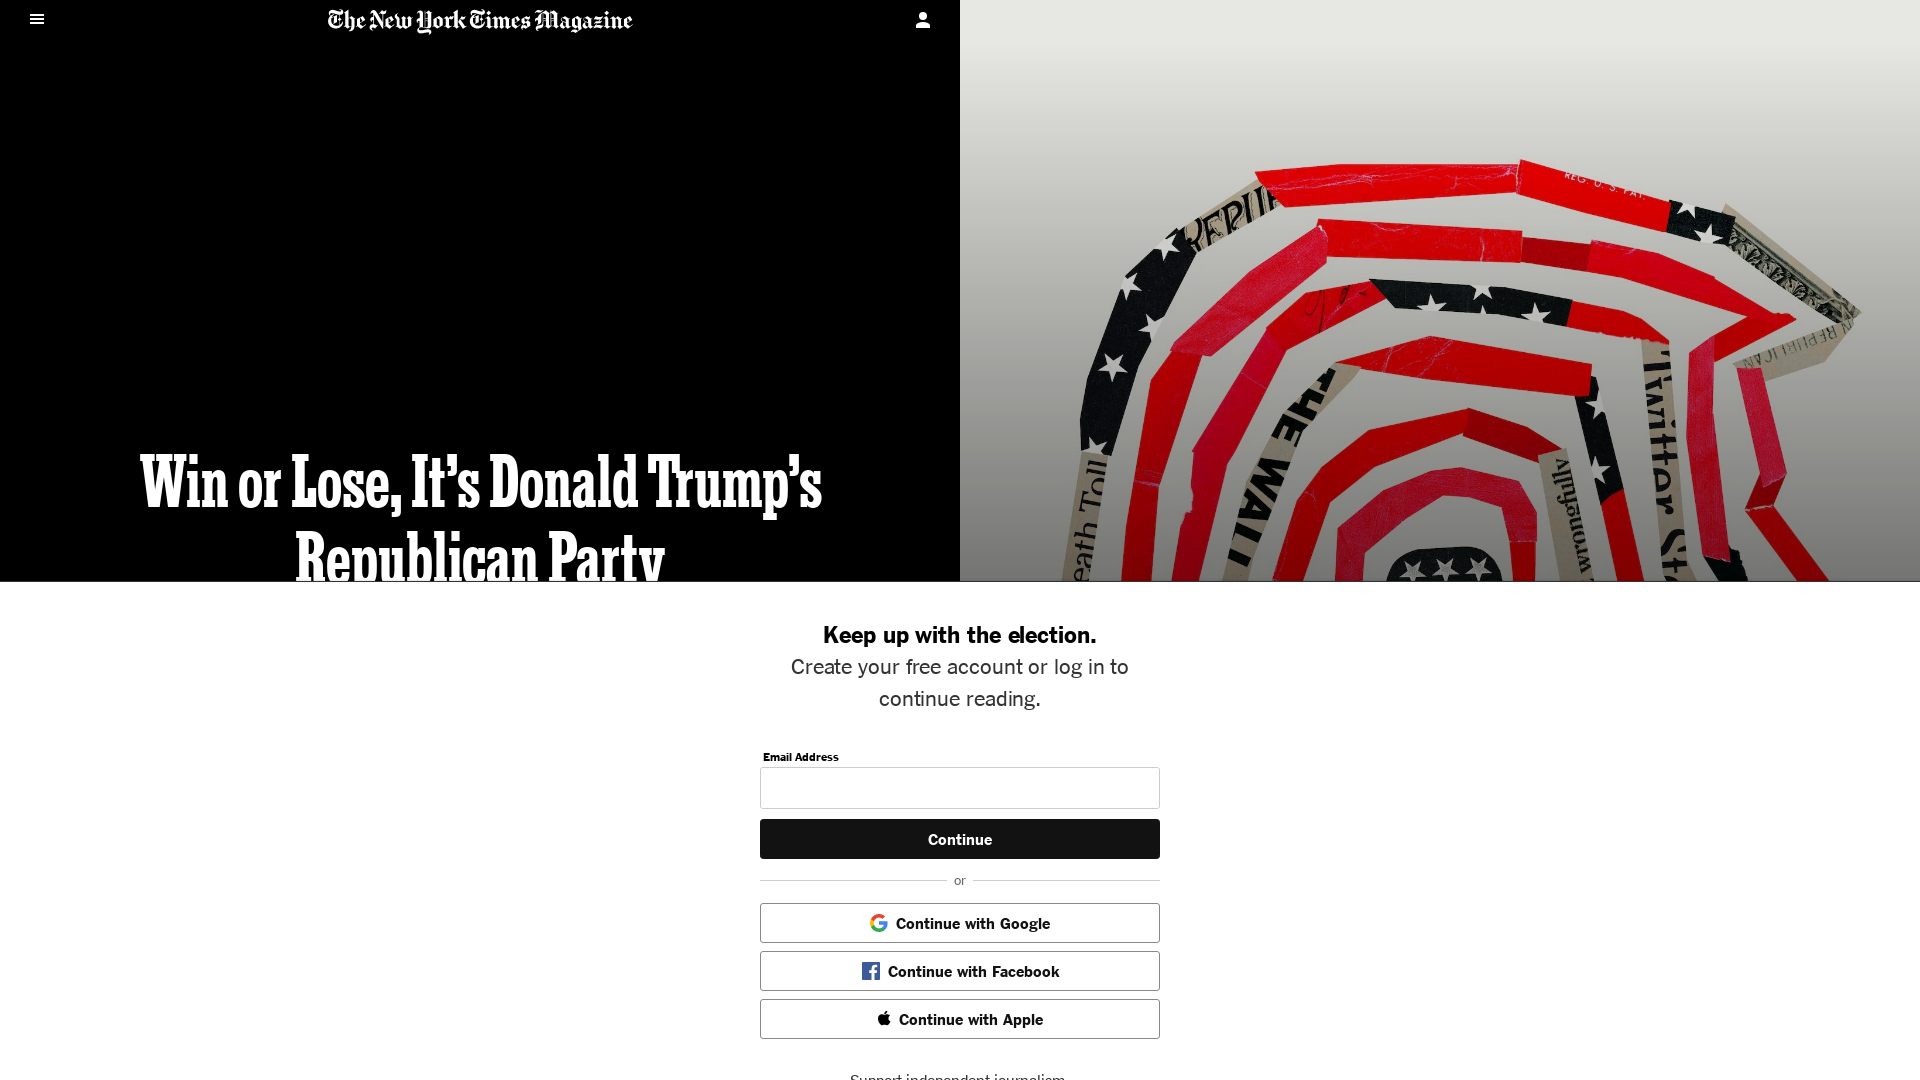 The New York Times Magazine
REG. U. S. PAT.
REPU
REPUBLICAN
THE WALL
Twitter
eath Toll
wrongfully
Win or Lose, It's Donald Trump's
Republican Party
Keep up with the election.
Create your free account or log in to
continue reading.
Email Address
Continue
or
Continue with Google
Continue with Facebook
Continue with Apple
Support independent journalism